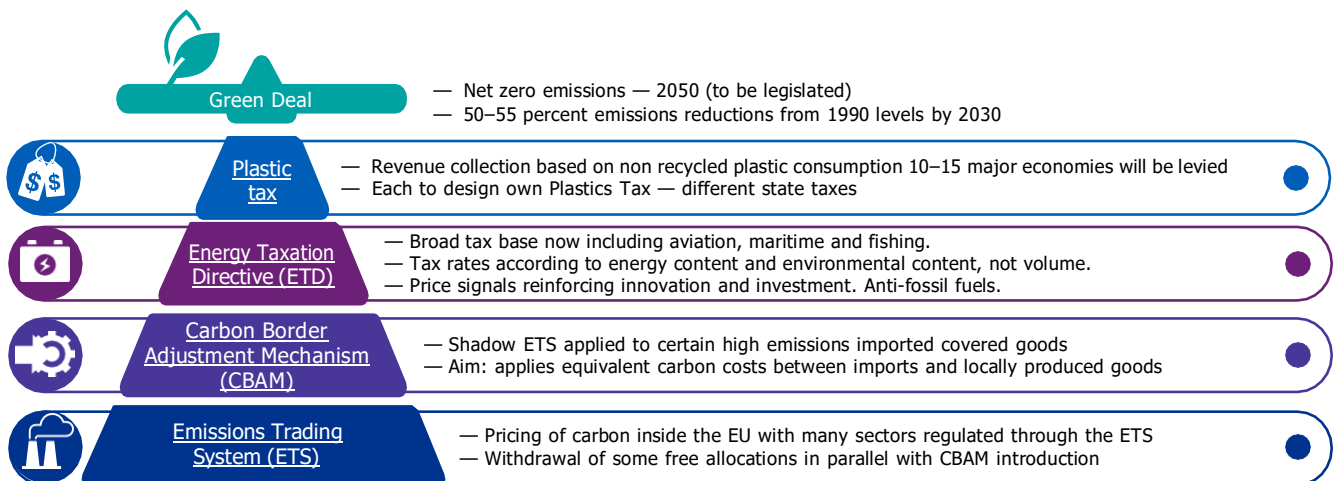 Green Deal
— Net zero emissions — 2050 (to be legislated)
— 50–55 percent emissions reductions from 1990 levels by 2030
$ $
Plastic
tax
— Revenue collection based on non recycled plastic consumption 10–15 major economies will be levied
— Each to design own Plastics Tax — different state taxes
Energy Taxation
Directive (ETD)
— Broad tax base now including aviation, maritime and fishing.
— Tax rates according to energy content and environmental content, not volume.
— Price signals reinforcing innovation and investment. Anti-fossil fuels.
Carbon Border
Adjustment Mechanism
(CBAM)
— Shadow ETS applied to certain high emissions imported covered goods
— Aim: applies equivalent carbon costs between imports and locally produced goods
Emissions Trading
System (ETS)
— Pricing of carbon inside the EU with many sectors regulated through the ETS
— Withdrawal of some free allocations in parallel with CBAM introduction